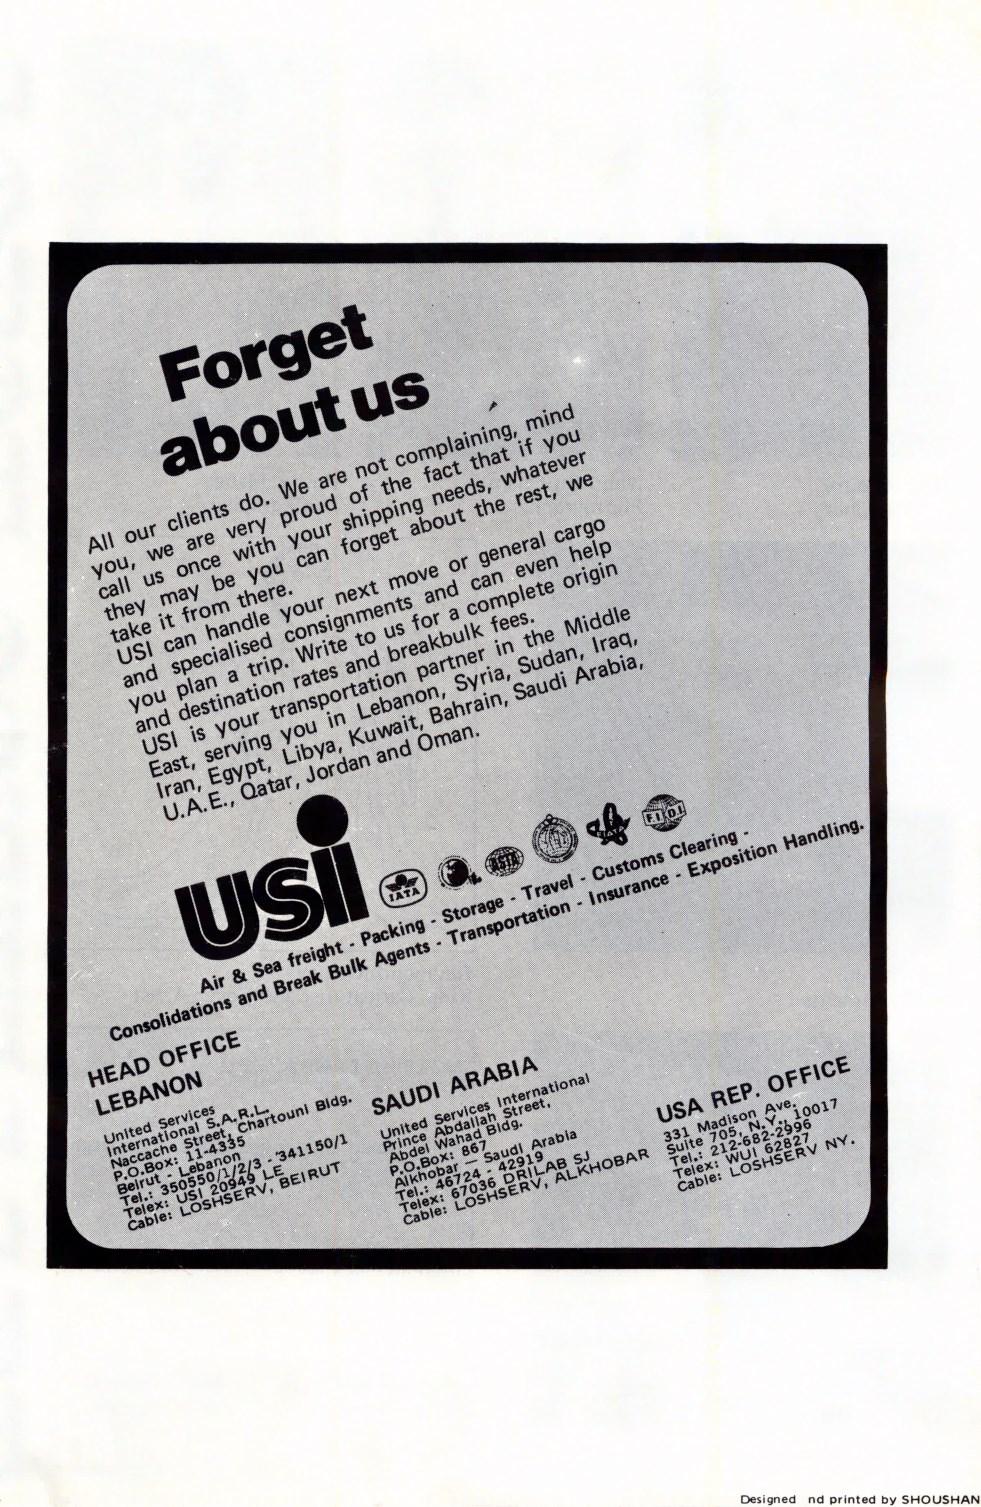 Forget
about us
All our clients do. We are not complaining, mind
you, we are very proud of the fact that if you
call us once with your shipping needs, whatever
they may be you can forget about the rest, we
take it from there.
USI can handle your next move or general cargo
and specialised consignments and can even help
you plan a trip. Write to us for a complete origin
and destination rates and breakbulk fees.
USI is your transportation partner in the Middle
East, serving you in Lebanon, Syria, Sudan, Iraq,
Iran, Egypt, Libya, Kuwait, Bahrain, Saudi Arabia,
U.A.E., Qatar, Jordan and Oman.
usi
IATA
ASTA
F.I.D.I.
Air & Sea freight - Packing - Storage - Travel - Customs Clearing -
Consolidations and Break Bulk Agents - Transportation - Insurance - Exposition Handling.
HEAD OFFICE
LEBANON
United Services
International S.A.R.L.
Naccache Street, Chartouni Bldg.
P.O.Box: 11-4335
Beirut - Lebanon
Tel.: 350550/1/2/3 - 341150/1
Telex: USI 20949 LE
Cable: LOSHSERV, BEIRUT
SAUDI ARABIA
United Services International
Prince Abdallah Street,
Abdel Wahad Bldg.
P.O.Box: 867
Alkhobar — Saudi Arabia
Tel.: 46724 - 42919
Telex: 67036 DRILAB SJ
Cable: LOSHSERV, ALKHOBAR
USA REP. OFFICE
331 Madison Ave.
Suite 705, N.Y., 10017
Tel.: 212-682-2996
Telex: WUI 62827
Cable: LOSHSERV NY.
Designed nd printed by SHOUSHAN